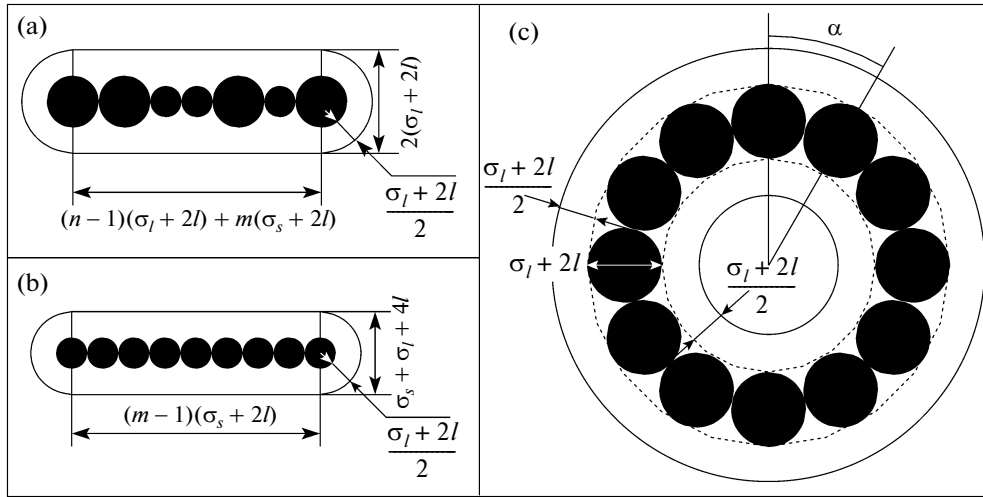 (a)
2(σ_l + 2l)
(n − 1)(σ_l + 2l) + m(σ_s + 2l)
σ_l + 2l
2
(b)
σ_s + σ_l + 4l
(m − 1)(σ_s + 2l)
σ_l + 2l
2
(c)
α
σ_l + 2l
2
σ_l + 2l
σ_l + 2l
2